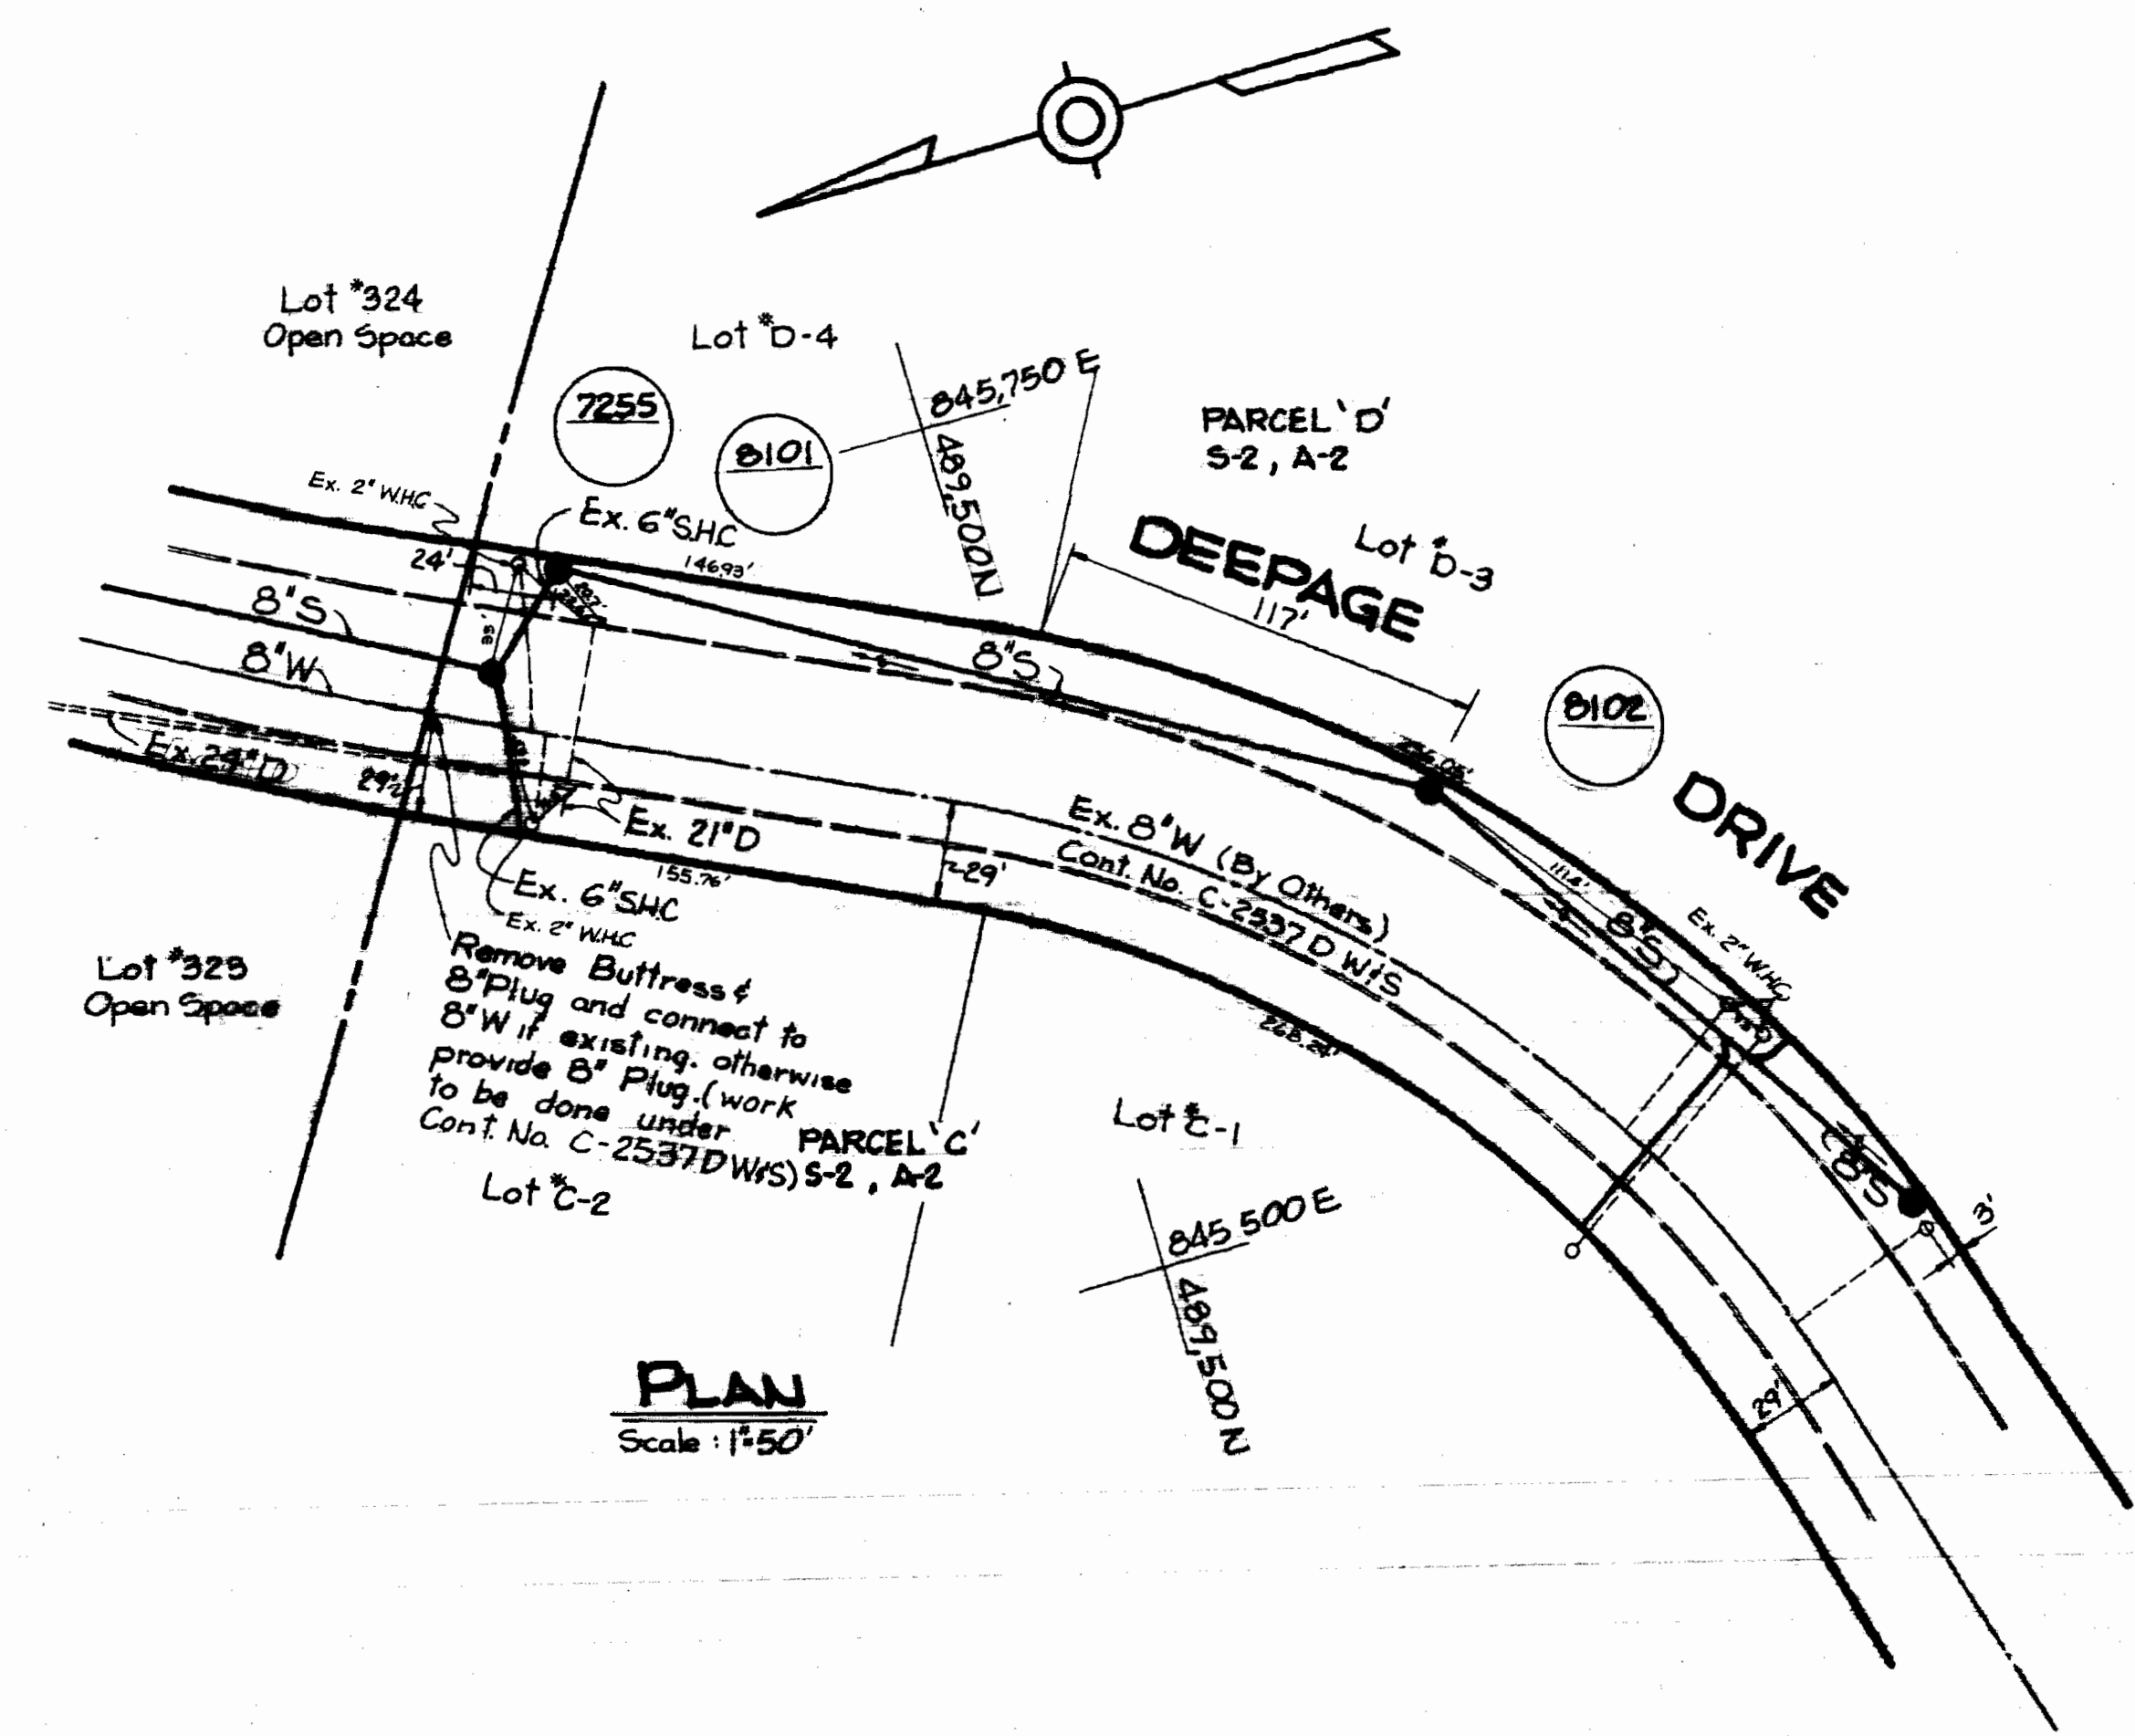 Lot #324
Open Space
Lot #D-4
7255
8101
845,750 E
489,500 N
PARCEL 'D'
S-2, A-2
Lot #D-3
DEEPAGE
DRIVE
117'
8102
Ex. 2" W.H.C
Ex. 6" S.H.C
24'
146.93'
8"S
8"W
8"S
Ex. 24" D
29'
Ex. 21" D
155.76'
29'
Ex. 8"W (By Others)
Cont. No. C-2537 D W&S
8"S
Ex. 2" W.H.C
Ex. 6" S.H.C
Ex. 2" W.H.C
Remove Buttress &
8" Plug and connect to
8"W if existing. otherwise
provide 8" Plug. (work
to be done under
Cont. No. C-2537 D W&S)
Lot #329
Open Space
PARCEL 'C'
S-2, A-2
Lot #C-2
Lot #C-1
8"S
3'
29'
845 500 E
489,500 N
PLAN
Scale : 1"=50'